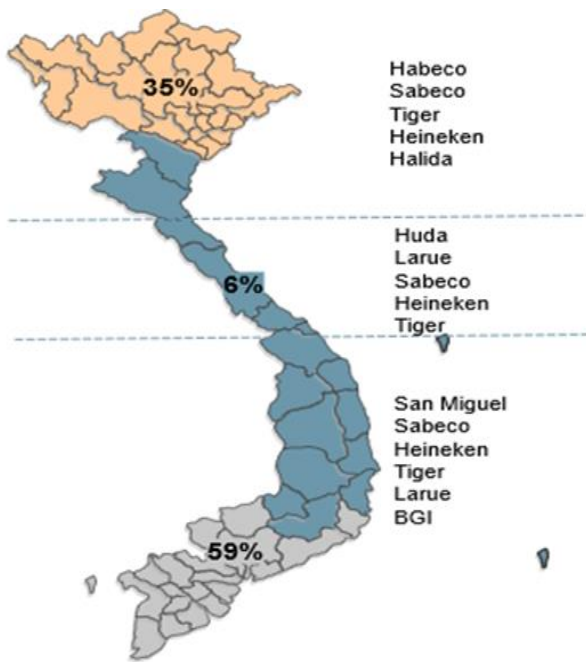 35%
Habeco
Sabeco
Tiger
Heineken
Halida
6%
Huda
Larue
Sabeco
Heineken
Tiger
59%
San Miguel
Sabeco
Heineken
Tiger
Larue
BGI